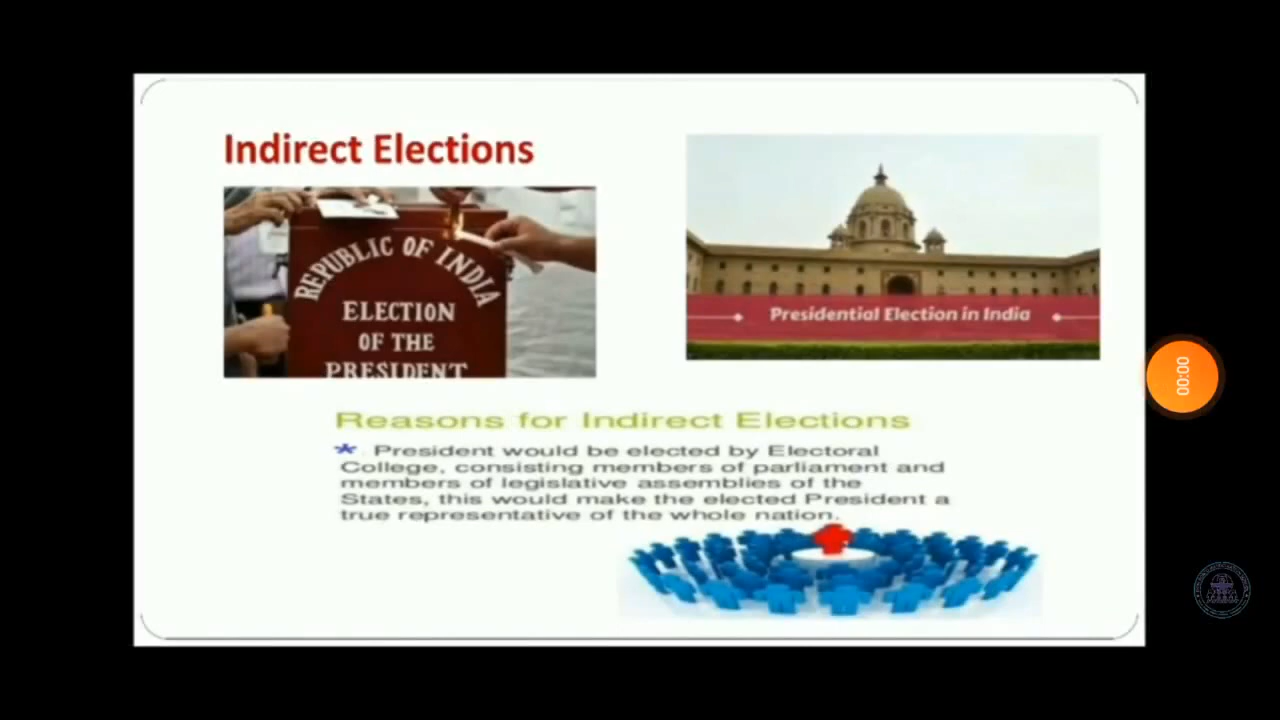 Indirect Elections
REPUBLIC OF INDIA
ELECTION
OF THE
PRESIDENT
Presidential Election in India
Reasons for Indirect Elections
* President would be elected by Electoral
College, consisting members of parliament and
members of legislative assemblies of the
States, this would make the elected President a
true representative of the whole nation.
00:00